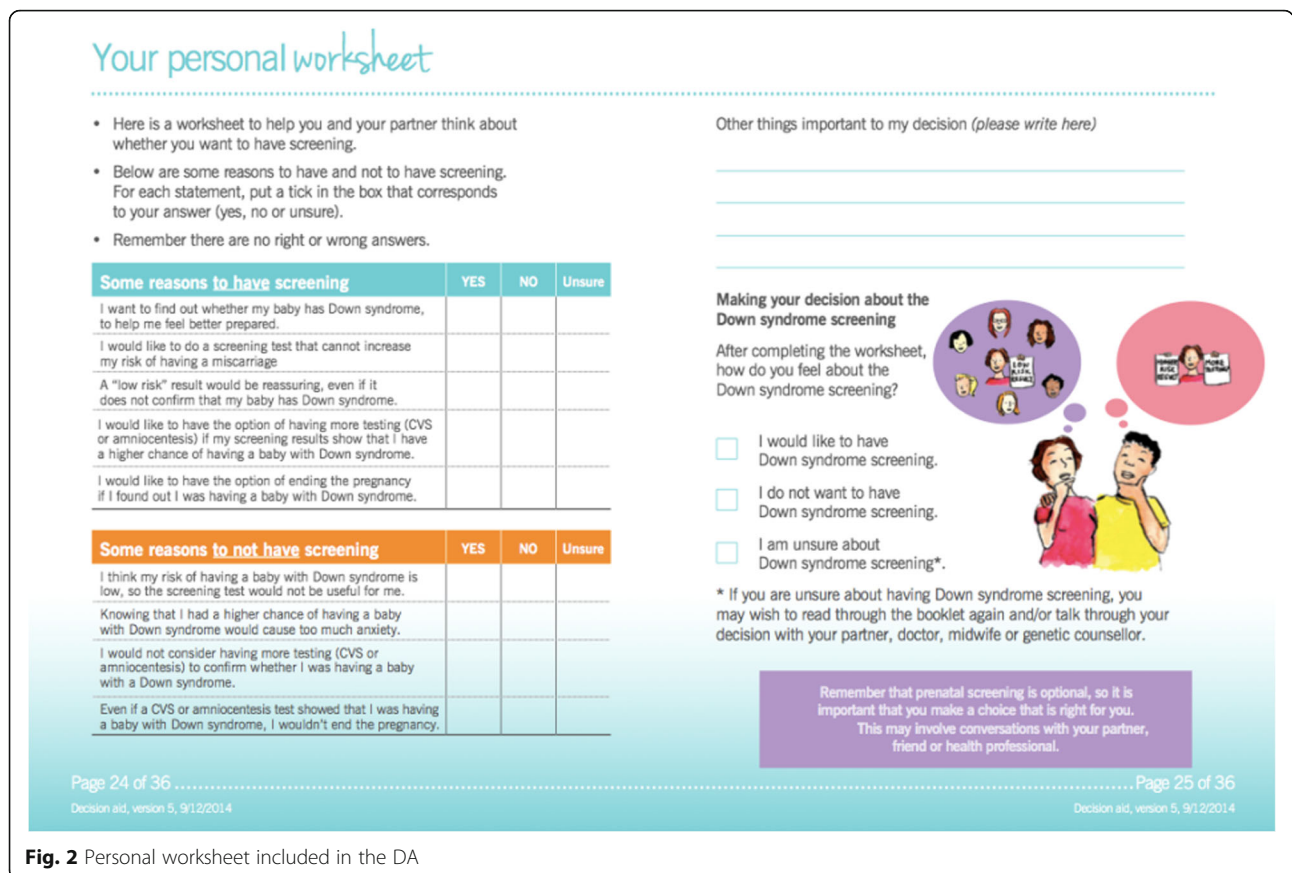 Your personal worksheet
• Here is a worksheet to help you and your partner think about
whether you want to have screening.
• Below are some reasons to have and not to have screening.
For each statement, put a tick in the box that corresponds
to your answer (yes, no or unsure).
• Remember there are no right or wrong answers.
Some reasons to have screening YES NO Unsure
I want to find out whether my baby has Down syndrome,
to help me feel better prepared.
I would like to do a screening test that cannot increase
my risk of having a miscarriage
A "low risk" result would be reassuring, even if it
does not confirm that my baby has Down syndrome.
I would like to have the option of having more testing (CVS
or amniocentesis) if my screening results show that I have
a higher chance of having a baby with Down syndrome.
I would like to have the option of ending the pregnancy
if I found out I was having a baby with Down syndrome.
Some reasons to not have screening YES NO Unsure
I think my risk of having a baby with Down syndrome is
low, so the screening test would not be useful for me.
Knowing that I had a higher chance of having a baby
with Down syndrome would cause too much anxiety.
I would not consider having more testing (CVS or
amniocentesis) to confirm whether I was having a baby
with a Down syndrome.
Even if a CVS or amniocentesis test showed that I was having
a baby with Down syndrome, I wouldn't end the pregnancy.
Page 24 of 36
Decision aid, version 5, 9/12/2014
Other things important to my decision (please write here)
Making your decision about the
Down syndrome screening
After completing the worksheet,
how do you feel about the
Down syndrome screening?
LOW
RISK
RISK
MORE
I would like to have
Down syndrome screening.
I do not want to have
Down syndrome screening.
I am unsure about
Down syndrome screening*.
* If you are unsure about having Down syndrome screening, you
may wish to read through the booklet again and/or talk through your
decision with your partner, doctor, midwife or genetic counsellor.
Remember that prenatal screening is optional, so it is
important that you make a choice that is right for you.
This may involve conversations with your partner,
friend or health professional.
Page 25 of 36
Decision aid, version 5, 9/12/2014
Fig. 2 Personal worksheet included in the DA